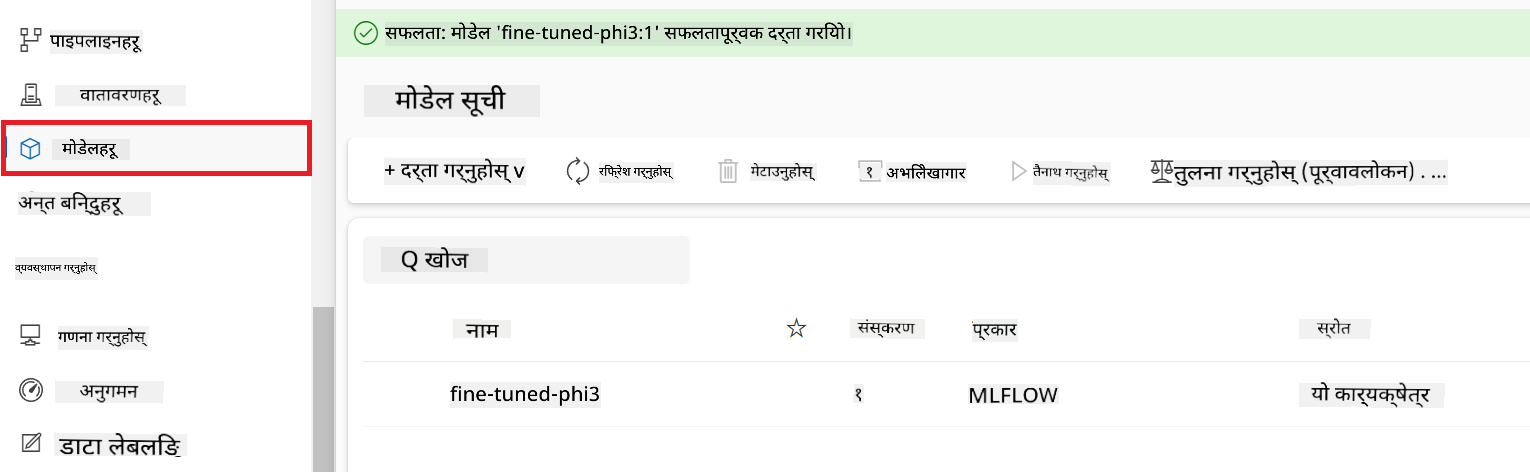 पाइपलाइनहरू
वातावरणहरू
मोडेलहरू
अन्त बिन्दुहरू
व्यवस्थापन गर्नुहोस्
गणना गर्नुहोस्
अनुगमन
डाटा लेबलिङ
सफलता: मोडेल 'fine-tuned-phi3:1' सफलतापूर्वक दर्ता गरियो।
मोडेल सूची
+ दर्ता गर्नुहोस् v
रफ्रिेश गर्नुहोस्
मेटाउनुहोस्
१ अभिलेखागार
तैनाथ गर्नुहोस्
तुलना गर्नुहोस् (पूर्वावलोकन) . ...
Q खोज
नाम संस्करण प्रकार स्रोत
fine-tuned-phi3 १ MLFLOW यो कार्यक्षेत्र